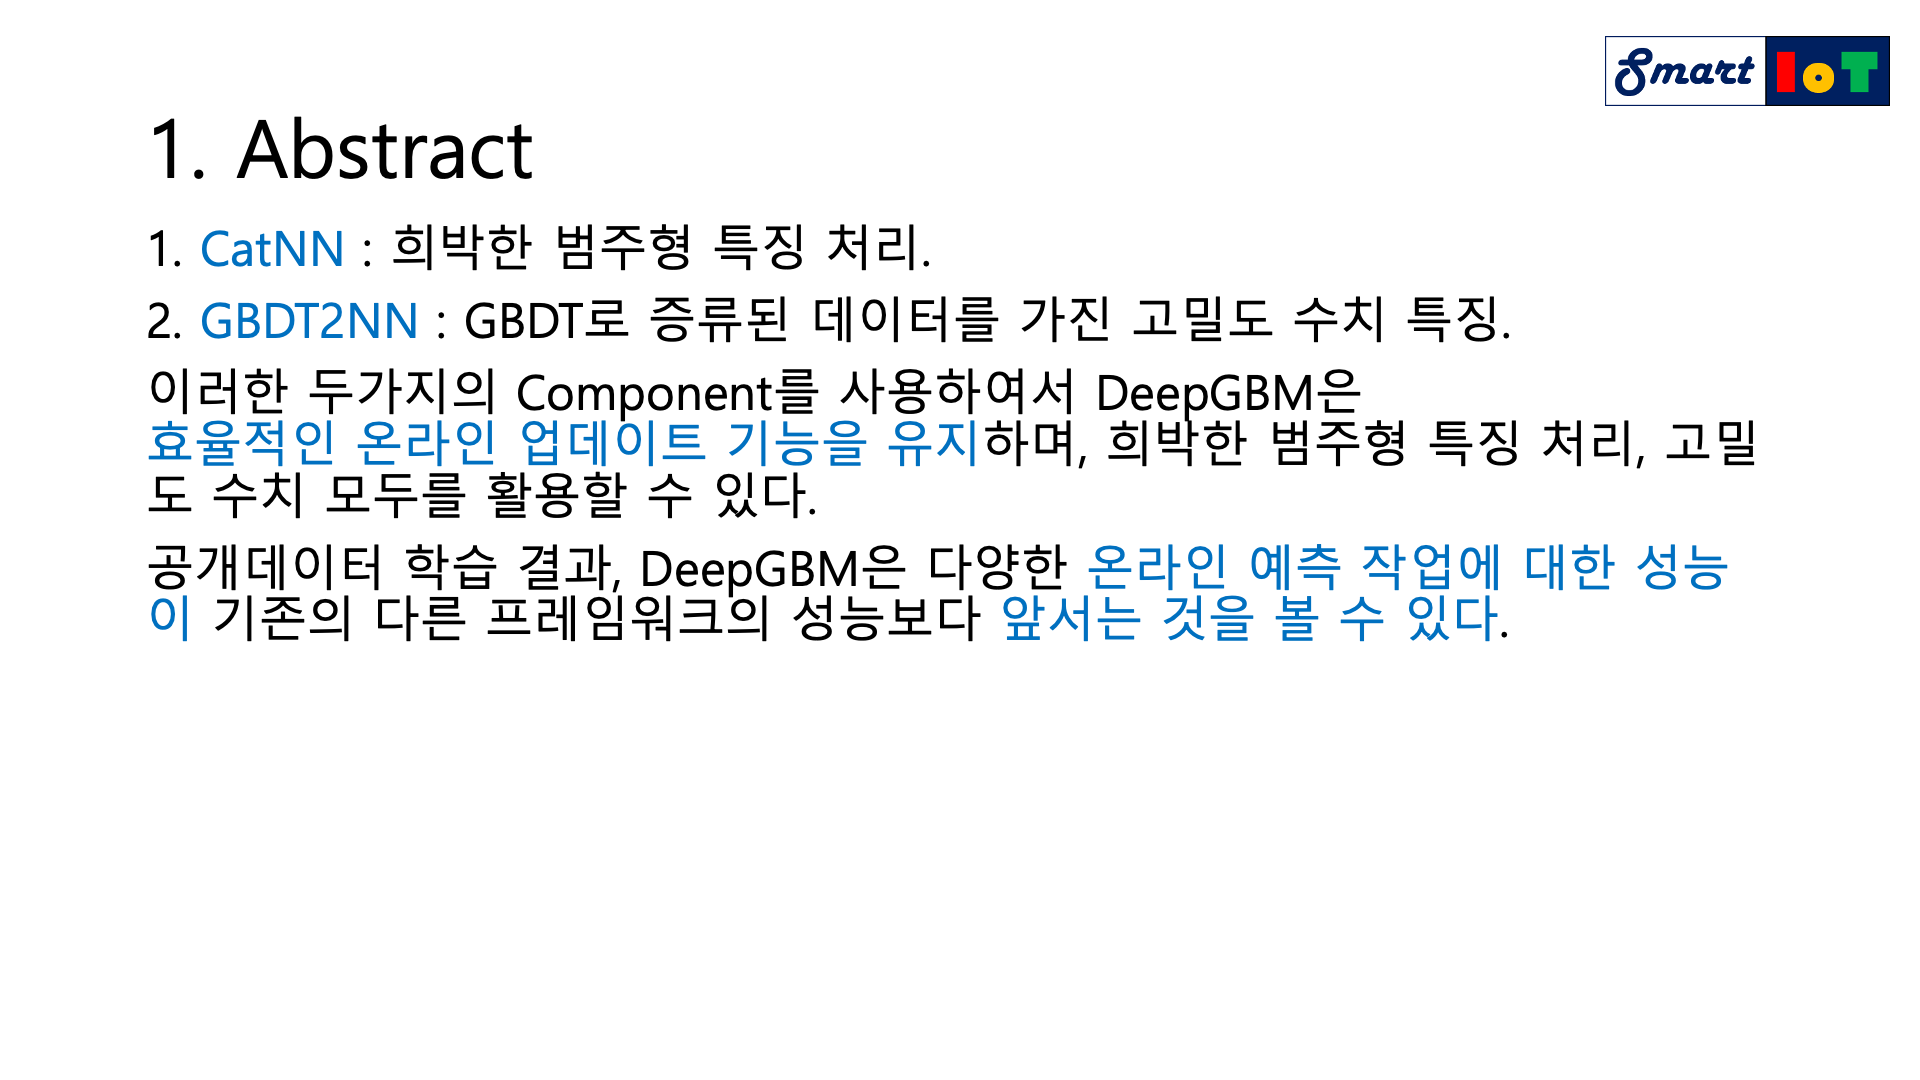 Smart IoT
1. Abstract
1. CatNN : 희박한 범주형 특징 처리.
2. GBDT2NN : GBDT로 증류된 데이터를 가진 고밀도 수치 특징.
이러한 두가지의 Component를 사용하여서 DeepGBM은
효율적인 온라인 업데이트 기능을 유지하며, 희박한 범주형 특징 처리, 고밀
도 수치 모두를 활용할 수 있다.
공개데이터 학습 결과, DeepGBM은 다양한 온라인 예측 작업에 대한 성능
이 기존의 다른 프레임워크의 성능보다 앞서는 것을 볼 수 있다.